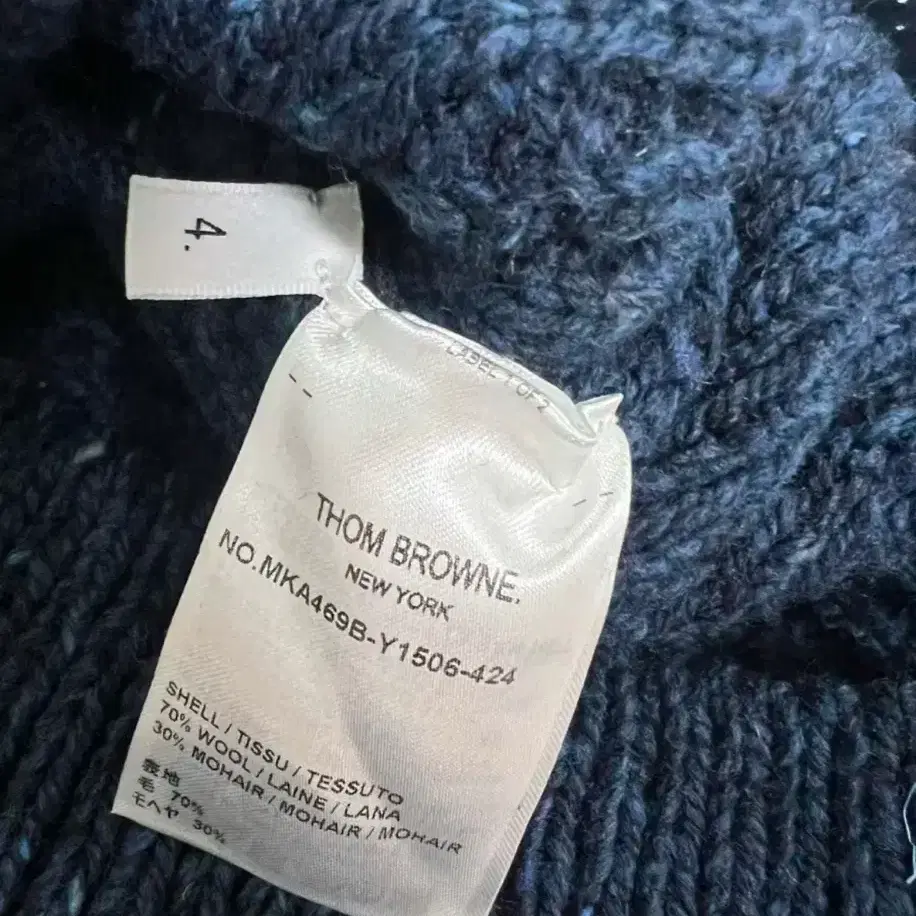 4.
LABEL 1 OF 2
THOM BROWNE.
NEW YORK
NO.MKA469B-Y1506-424
SHELL / TISSU / TESSUTO
70% WOOL / LAINE / LANA
30% MOHAIR / MOHAIR / MOHAIR
表地
毛 70%
モヘヤ 30%